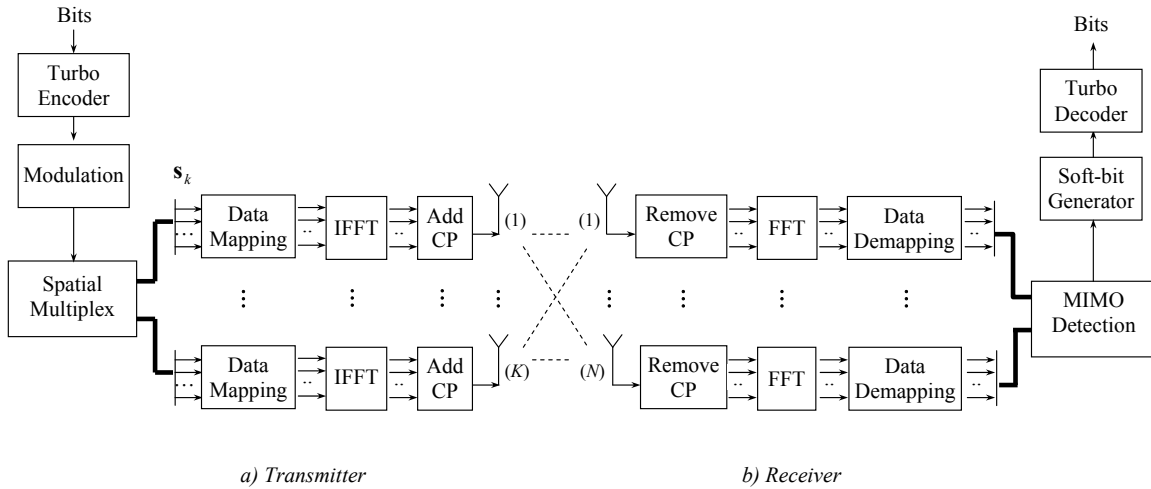 Bits
Turbo
Encoder
Modulation
Spatial
Multiplex
s_k
Data
Mapping
IFFT
Add
CP
(1)
(1)
Remove
CP
FFT
Data
Demapping
Data
Mapping
IFFT
Add
CP
(K)
(N)
Remove
CP
FFT
Data
Demapping
Bits
Turbo
Decoder
Soft-bit
Generator
MIMO
Detection
a) Transmitter
b) Receiver